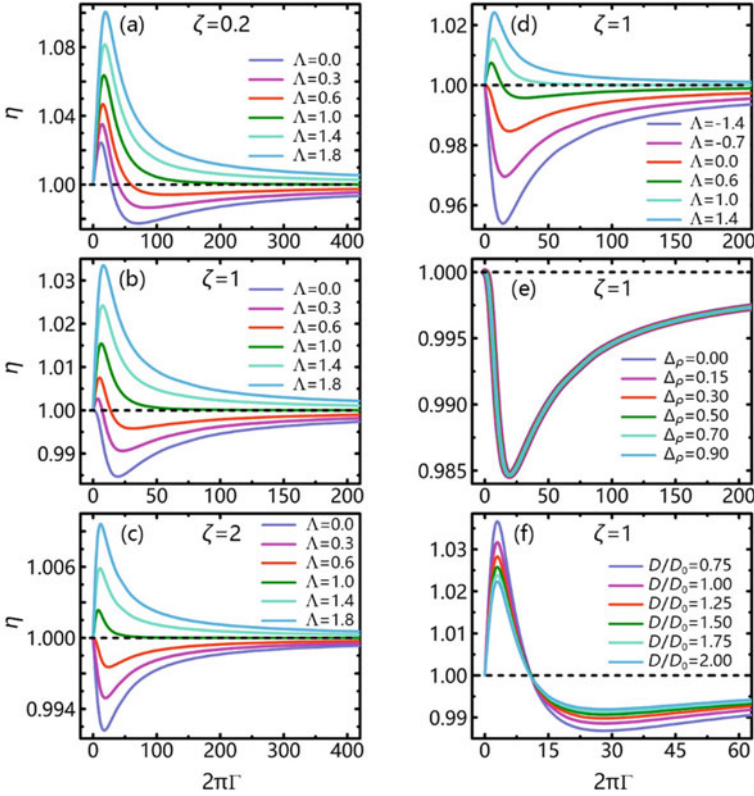 (a) ζ=0.2
Λ=0.0
Λ=0.3
Λ=0.6
Λ=1.0
Λ=1.4
Λ=1.8
1.08
1.04
1.00
η
0 100 200 300 400
(b) ζ=1
Λ=0.0
Λ=0.3
Λ=0.6
Λ=1.0
Λ=1.4
Λ=1.8
1.03
1.02
1.01
1.00
0.99
η
0 50 100 150 200
(c) ζ=2
Λ=0.0
Λ=0.3
Λ=0.6
Λ=1.0
Λ=1.4
Λ=1.8
1.006
1.000
0.994
η
0 100 200 300 400
2πΓ
(d) ζ=1
1.02
1.00
0.98
0.96
Λ=-1.4
Λ=-0.7
Λ=0.0
Λ=0.6
Λ=1.0
Λ=1.4
0 50 100 150 200
(e) ζ=1
1.000
0.995
0.990
0.985
Δρ=0.00
Δρ=0.15
Δρ=0.30
Δρ=0.50
Δρ=0.70
Δρ=0.90
0 50 100 150 200
(f) ζ=1
1.03
1.02
1.01
1.00
0.99
D/D₀=0.75
D/D₀=1.00
D/D₀=1.25
D/D₀=1.50
D/D₀=1.75
D/D₀=2.00
0 15 30 45 60
2πΓ